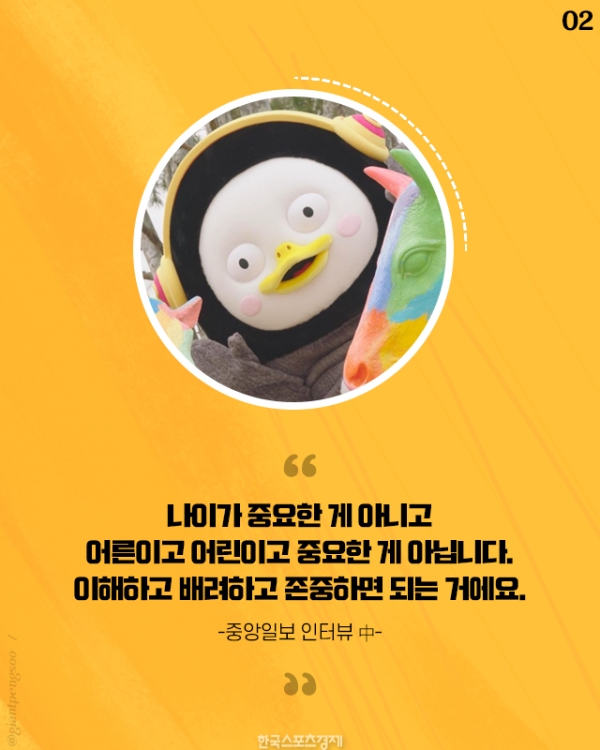 02
“
나이가 중요한 게 아니고
어른이고 어린이고 중요한 게 아닙니다.
이해하고 배려하고 존중하면 되는 거에요.
-중앙일보 인터뷰 中-
”
한국스포츠경제